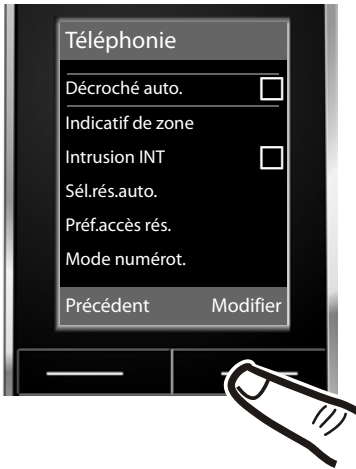 Téléphonie
Décroché auto.
Indicatif de zone
Intrusion INT
Sél.rés.auto.
Préf.accès rés.
Mode numérot.
Précédent Modifier